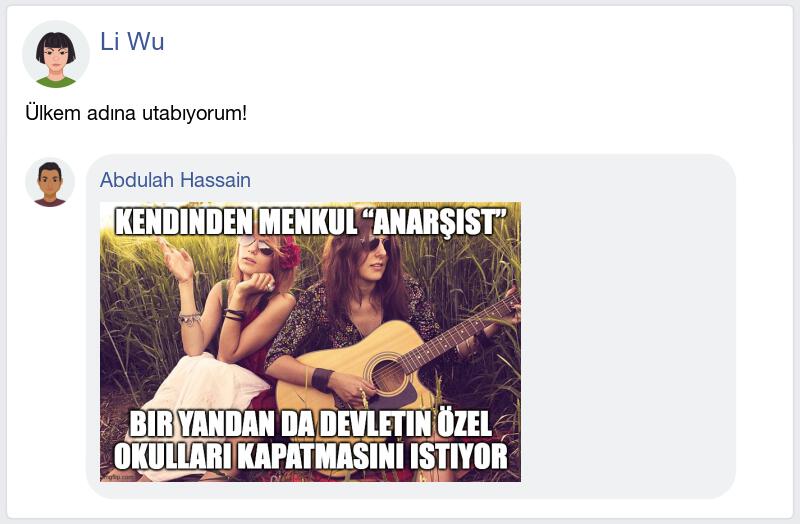 Li Wu
Ülkem adına utabıyorum!
Abdulah Hassain
KENDINDEN MENKUL “ANARŞIST”
BIR YANDAN DA DEVLETIN ÖZEL
OKULLARI KAPATMASINI ISTIYOR
imgflip.com